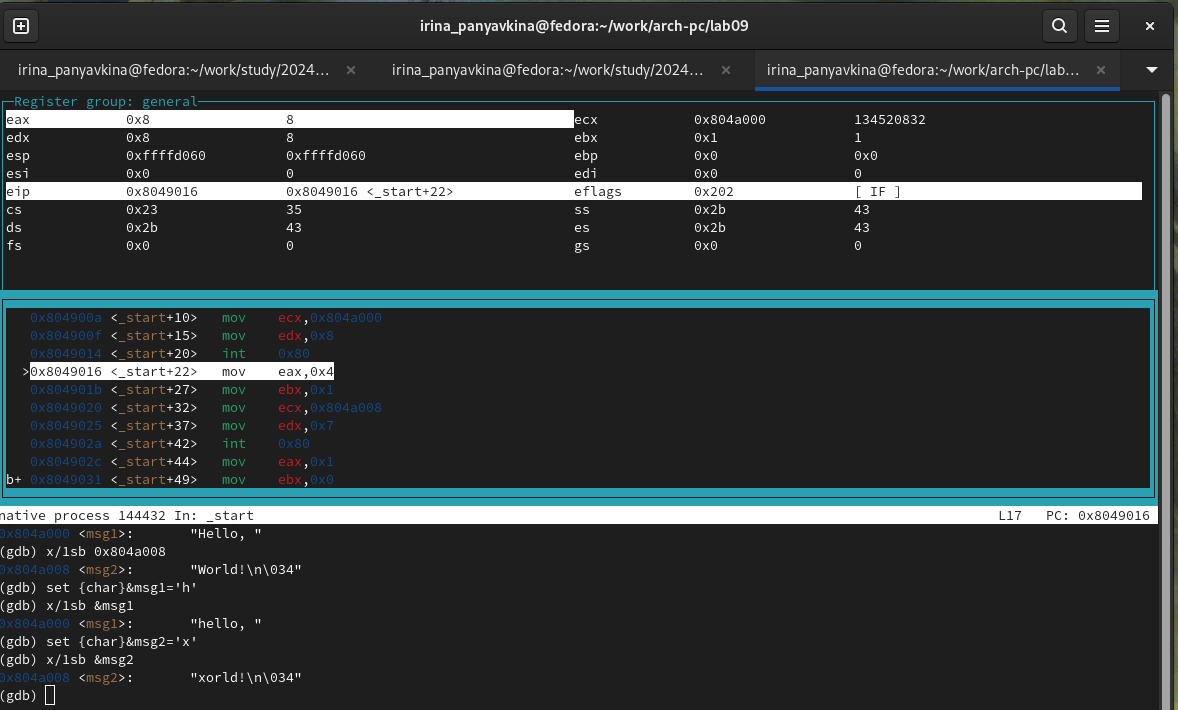 irina_panyavkina@fedora:~/work/arch-pc/lab09
irina_panyavkina@fedora:~/work/study/2024... × irina_panyavkina@fedora:~/work/study/2024... × irina_panyavkina@fedora:~/work/arch-pc/lab... ×
Register group: general
eax 0x8 8 ecx 0x804a000 134520832
edx 0x8 8 ebx 0x1 1
esp 0xffffd060 0xffffd060 ebp 0x0 0x0
esi 0x0 0 edi 0x0 0
eip 0x8049016 0x8049016 <_start+22> eflags 0x202 [ IF ]
cs 0x23 35 ss 0x2b 43
ds 0x2b 43 es 0x2b 43
fs 0x0 0 gs 0x0 0
0x804900a <_start+10> mov ecx,0x804a000
0x804900f <_start+15> mov edx,0x8
0x8049014 <_start+20> int 0x80
>0x8049016 <_start+22> mov eax,0x4
0x804901b <_start+27> mov ebx,0x1
0x8049020 <_start+32> mov ecx,0x804a008
0x8049025 <_start+37> mov edx,0x7
0x804902a <_start+42> int 0x80
0x804902c <_start+44> mov eax,0x1
b+ 0x8049031 <_start+49> mov ebx,0x0
native process 144432 In: _start L17 PC: 0x8049016
0x804a000 <msg1>: "Hello, "
(gdb) x/1sb 0x804a008
0x804a008 <msg2>: "World!\n\034"
(gdb) set {char}&msg1='h'
(gdb) x/1sb &msg1
0x804a000 <msg1>: "hello, "
(gdb) set {char}&msg2='x'
(gdb) x/1sb &msg2
0x804a008 <msg2>: "xorld!\n\034"
(gdb)